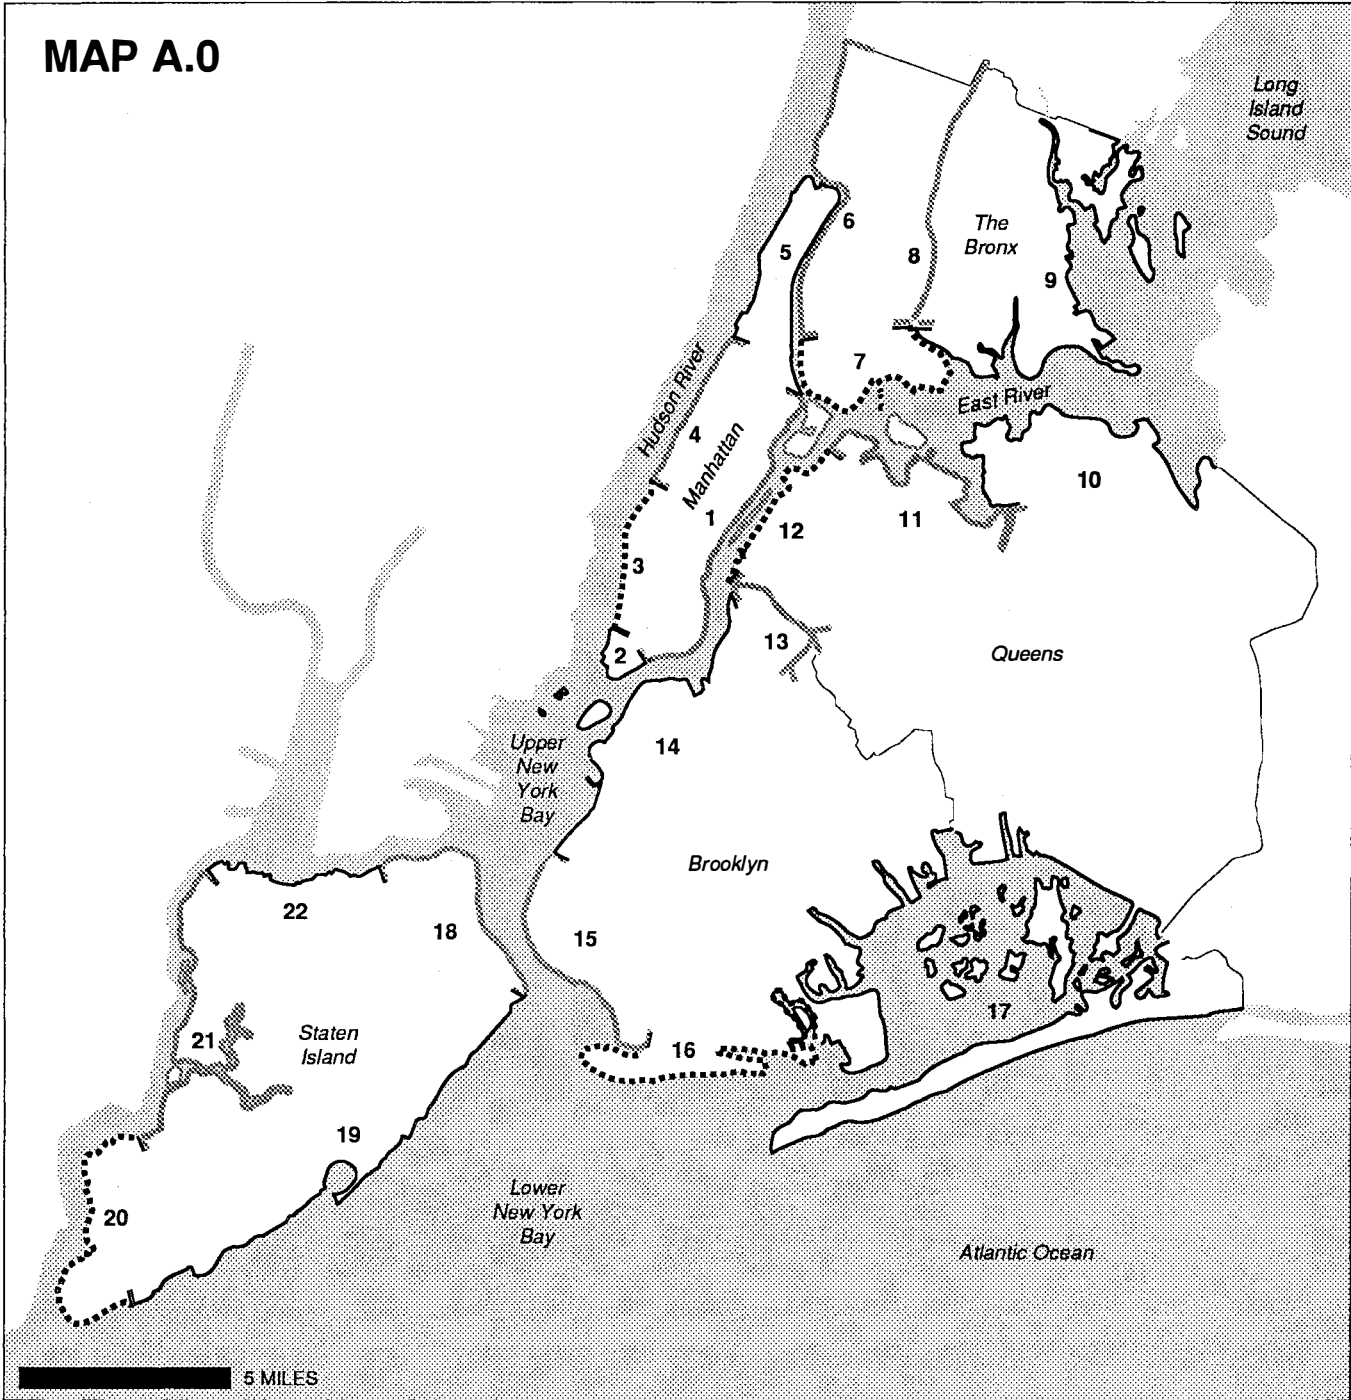 MAP A.0
Long
Island
Sound
The
Bronx
5
6
8
9
7
Hudson River
East River
4
Manhattan
1
10
11
12
3
13
2
Queens
14
Upper
New
York
Bay
Brooklyn
22
18
15
17
21
Staten
Island
16
19
20
Lower
New York
Bay
Atlantic Ocean
5 MILES